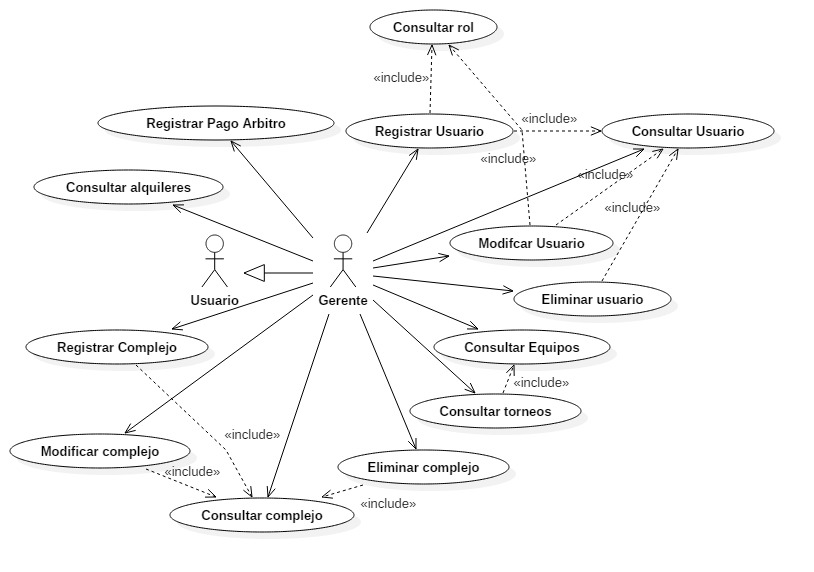 Consultar rol
«include»
Registrar Pago Arbitro
Registrar Usuario
«include»
Consultar Usuario
«include»
«include»
Consultar alquileres
«include»
Modifcar Usuario
Usuario
Gerente
Eliminar usuario
Registrar Complejo
Consultar Equipos
«include»
Consultar torneos
«include»
Modificar complejo
«include»
Eliminar complejo
«include»
Consultar complejo